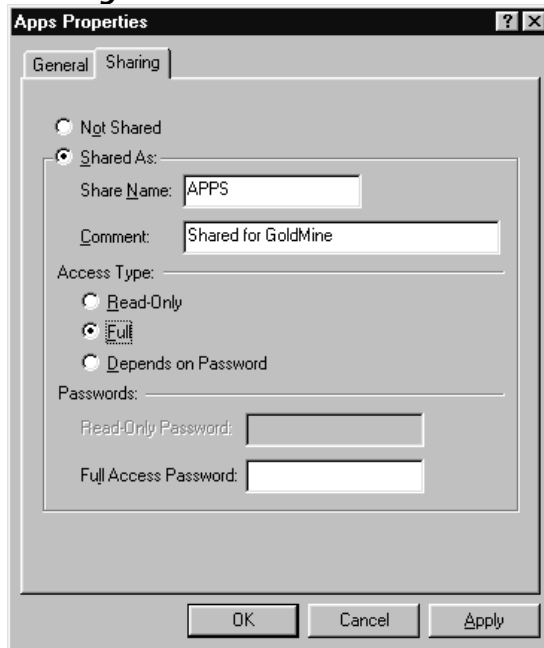 Apps Properties ? X
General Sharing
Not Shared
Shared As:
Share Name: APPS
Comment: Shared for GoldMine
Access Type:
Read-Only
Full
Depends on Password
Passwords:
Read-Only Password:
Full Access Password:
OK Cancel Apply